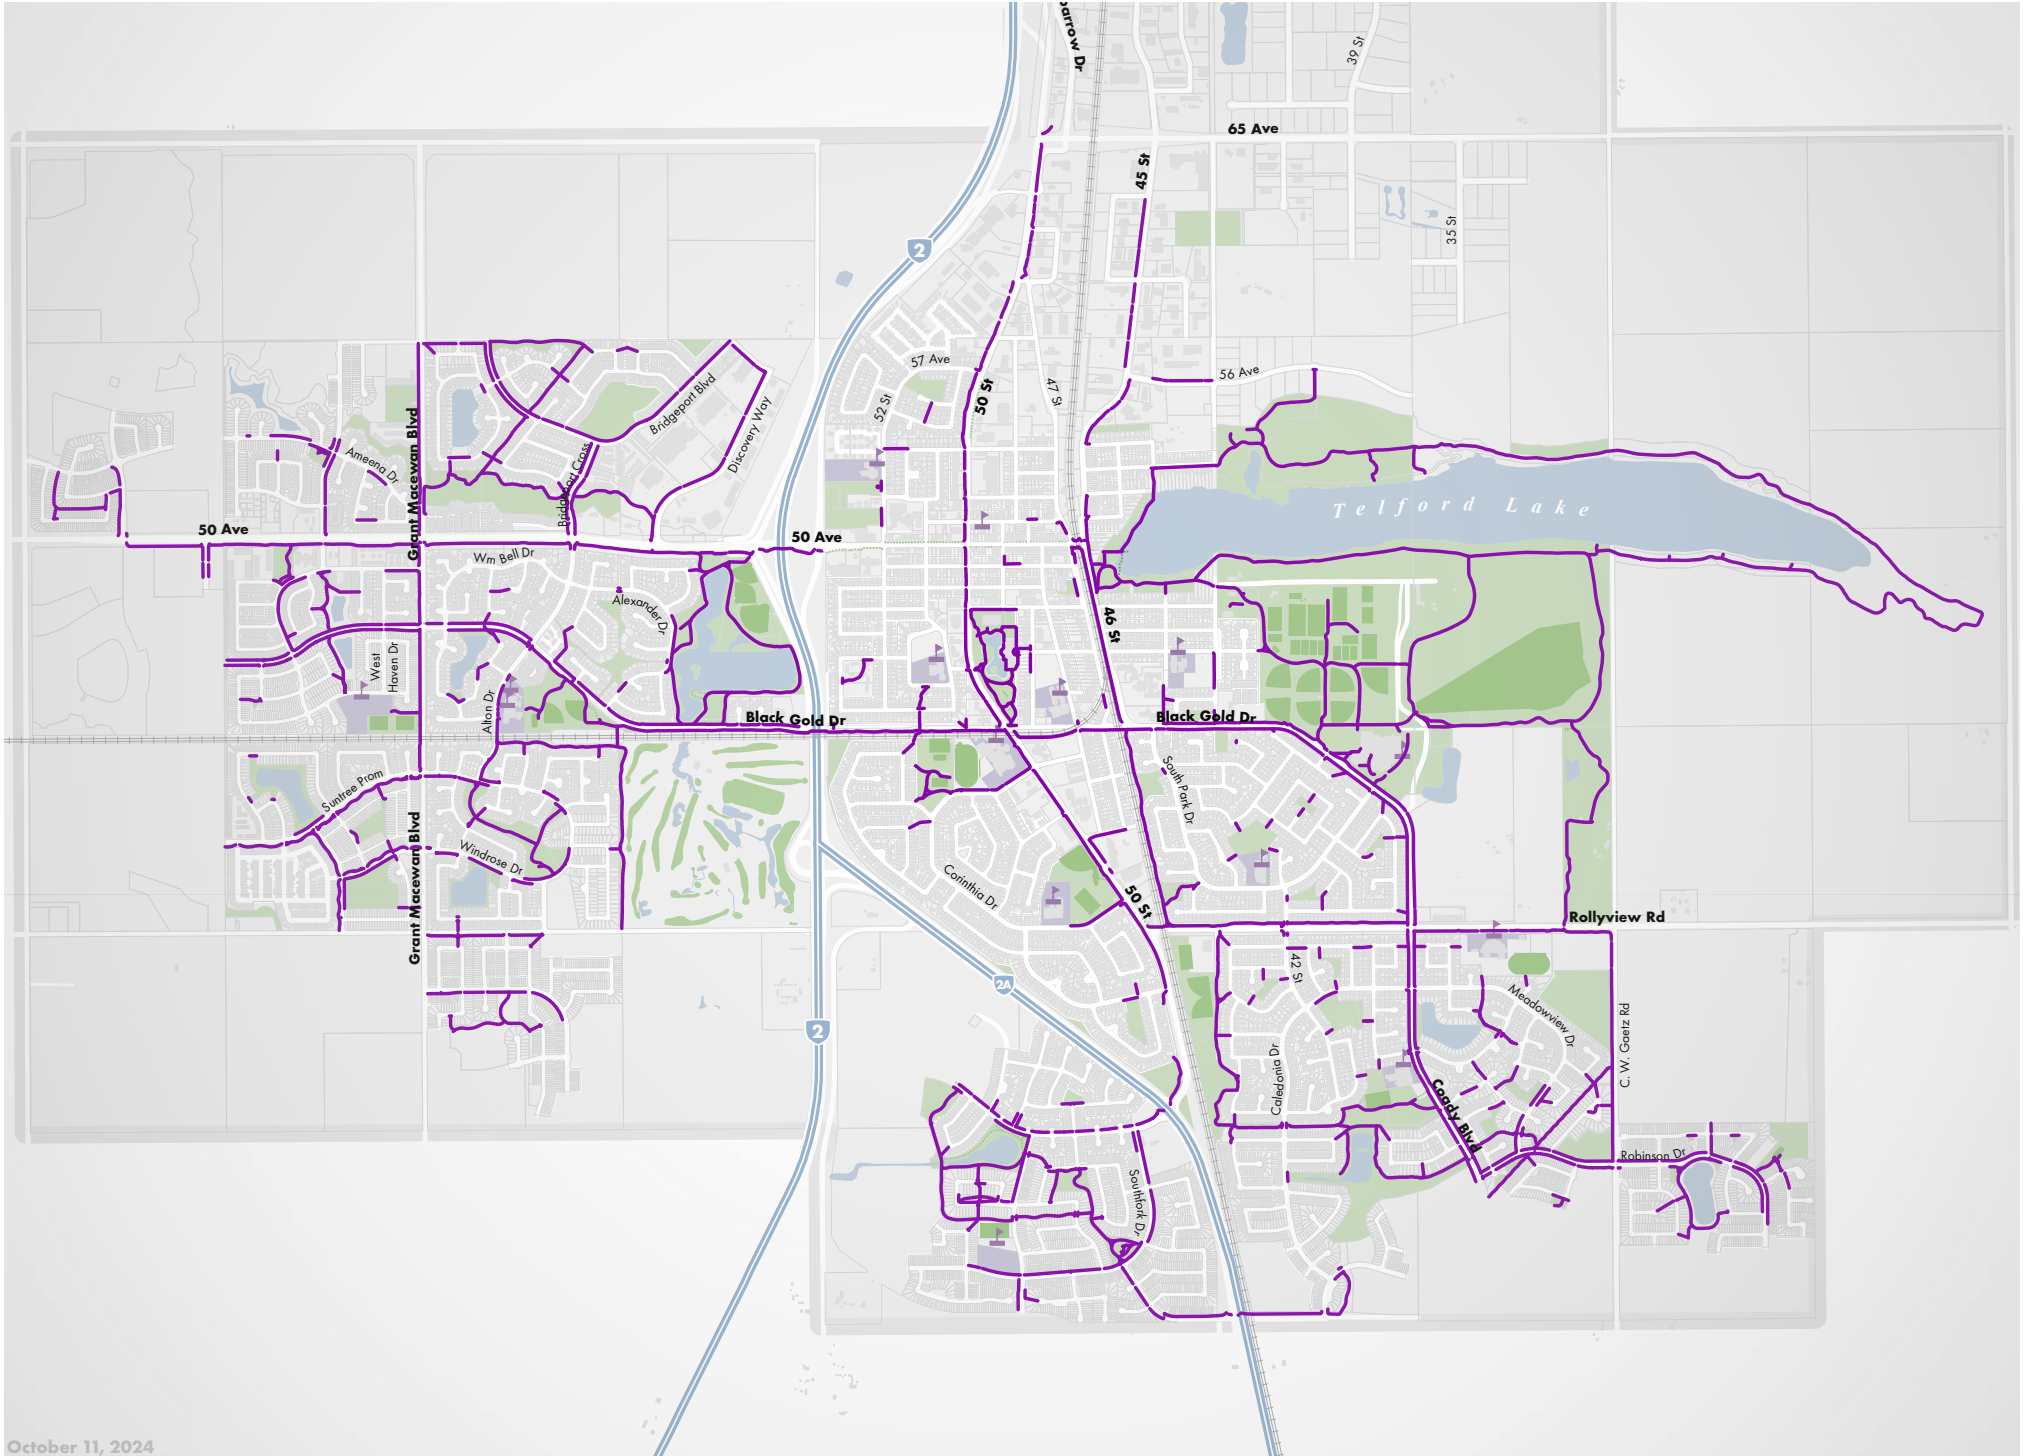 39 St
65 Ave
45 St
2
35 St
57 Ave
56 Ave
Bridgeport Blvd
50 St
47 St
52 St
Discovery Way
Grant Macewan Blvd
Ameena Dr
Bridgeport Cross
Telford Lake
50 Ave
50 Ave
Wm Bell Dr
Alexander Dr
46 St
West
Haven Dr
Alton Dr
Black Gold Dr
Black Gold Dr
Suntree Prom
South Park Dr
Grant Macewan Blvd
Windrose Dr
Corinthia Dr
50 St
Rollyview Rd
42 St
2A
Meadowview Dr
2
C. W. Gaetz Rd
Caledonia Dr
Coady Blvd
Robinson Dr
Southfork Dr
October 11, 2024